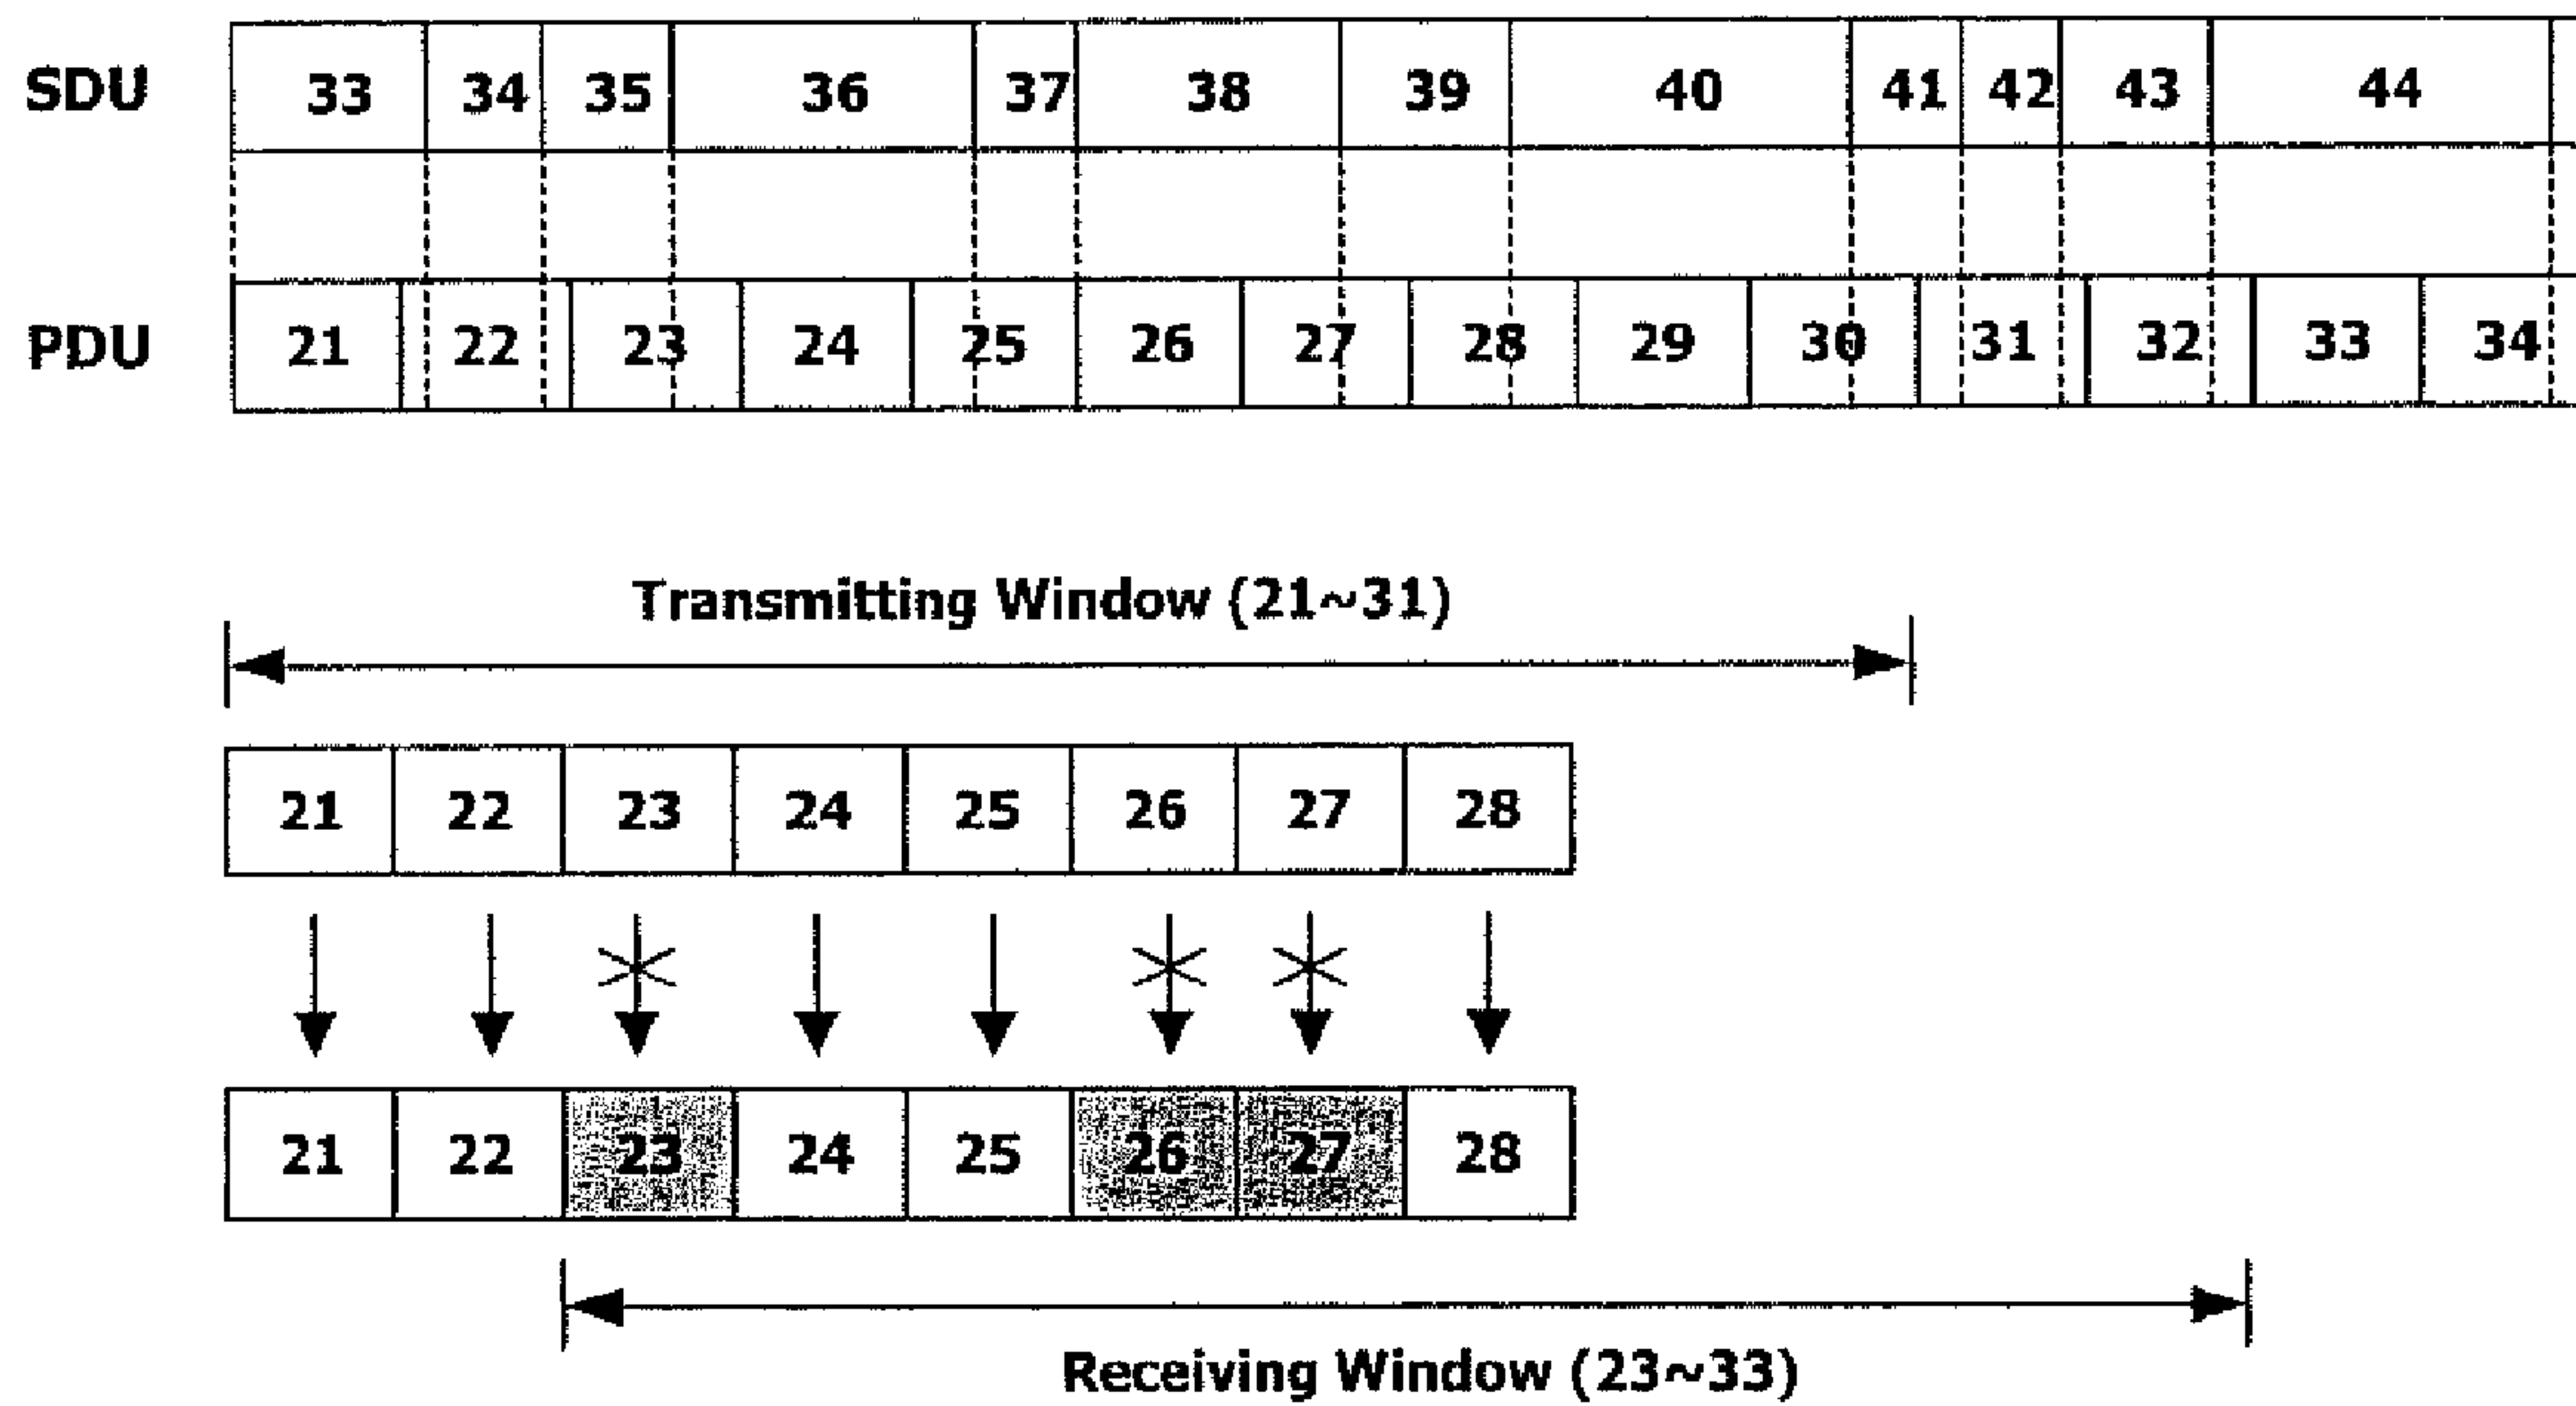 SDU 33 34 35 36 37 38 39 40 41 42 43 44
PDU 21 22 23 24 25 26 27 28 29 30 31 32 33 34
Transmitting Window (21~31)
21 22 23 24 25 26 27 28
21 22 23 24 25 26 27 28
Receiving Window (23~33)